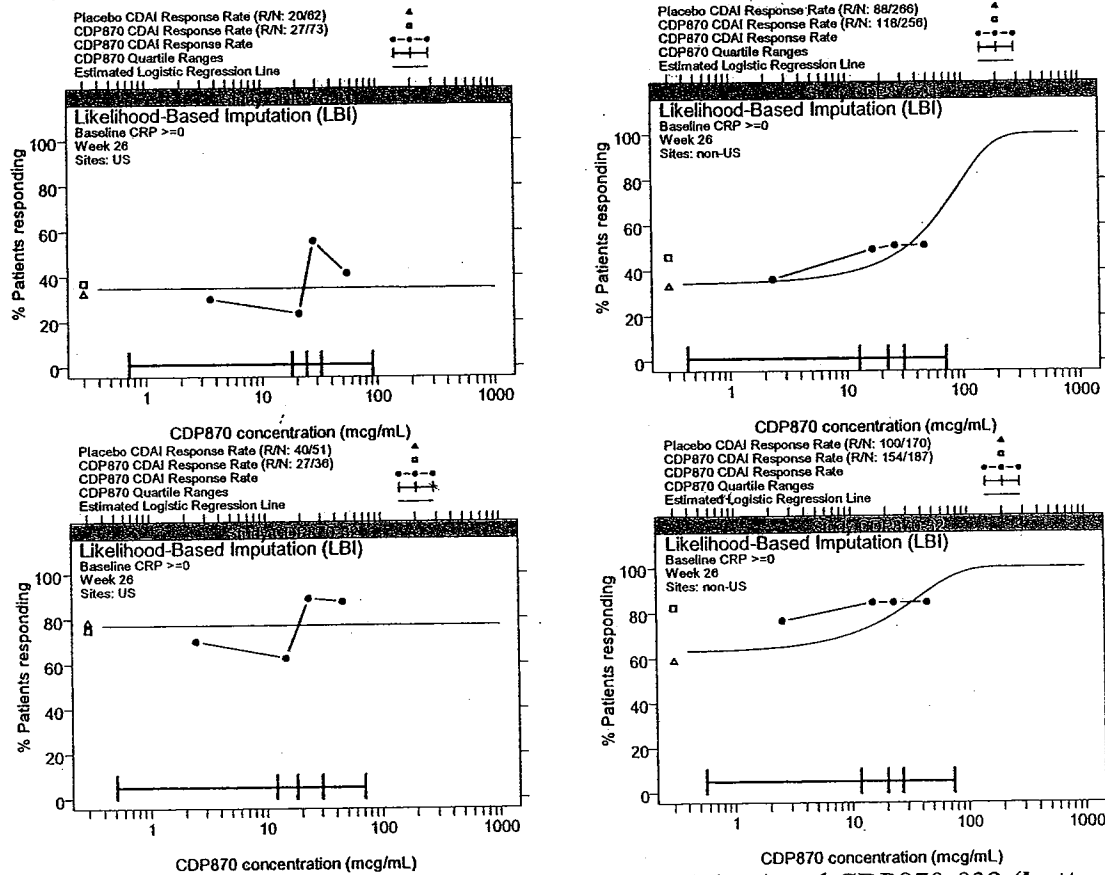 Placebo CDAI Response Rate (R/N: 20/62)
CDP870 CDAI Response Rate (R/N: 27/73)
CDP870 CDAI Response Rate
CDP870 Quartile Ranges
Estimated Logistic Regression Line
Likelihood-Based Imputation (LBI)
Baseline CRP >=0
Week 26
Sites: US
% Patients responding
100
80
60
40
20
0
1 10 100 1000
CDP870 concentration (mcg/mL)
Placebo CDAI Response Rate (R/N: 88/266)
CDP870 CDAI Response Rate (R/N: 118/256)
CDP870 CDAI Response Rate
CDP870 Quartile Ranges
Estimated Logistic Regression Line
Likelihood-Based Imputation (LBI)
Baseline CRP >=0
Week 26
Sites: non-US
% Patients responding
100
80
60
40
20
0
1 10 100 1000
CDP870 concentration (mcg/mL)
Placebo CDAI Response Rate (R/N: 40/51)
CDP870 CDAI Response Rate (R/N: 27/36)
CDP870 CDAI Response Rate
CDP870 Quartile Ranges
Estimated Logistic Regression Line
Likelihood-Based Imputation (LBI)
Baseline CRP >=0
Week 26
Sites: US
% Patients responding
100
80
60
40
20
0
1 10 100 1000
CDP870 concentration (mcg/mL)
Placebo CDAI Response Rate (R/N: 100/170)
CDP870 CDAI Response Rate (R/N: 154/187)
CDP870 CDAI Response Rate
CDP870 Quartile Ranges
Estimated Logistic Regression Line
Likelihood-Based Imputation (LBI)
Baseline CRP >=0
Week 26
Sites: non-US
% Patients responding
100
80
60
40
20
0
1 10 100 1000
CDP870 concentration (mcg/mL)